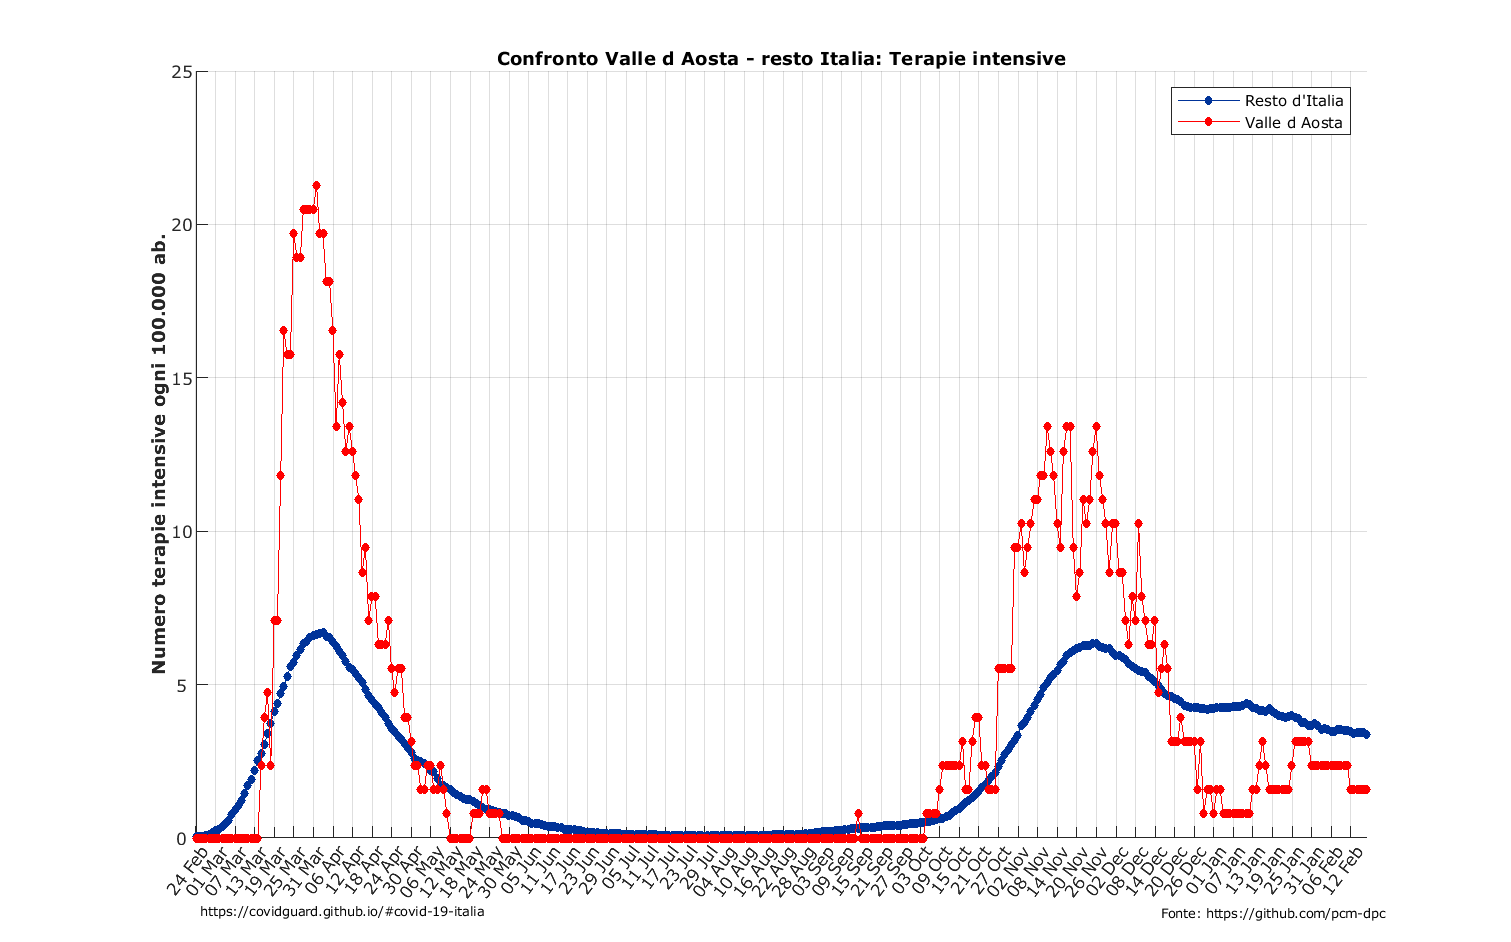 Confronto Valle d Aosta - resto Italia: Terapie intensive
Resto d'Italia
Valle d Aosta
Numero terapie intensive ogni 100.000 ab.
25
20
15
10
5
0
24 Feb
01 Mar
07 Mar
13 Mar
19 Mar
25 Mar
31 Mar
06 Apr
12 Apr
18 Apr
24 Apr
30 Apr
06 May
12 May
18 May
24 May
30 May
05 Jun
11 Jun
17 Jun
23 Jun
29 Jun
05 Jul
11 Jul
17 Jul
23 Jul
29 Jul
04 Aug
10 Aug
16 Aug
22 Aug
28 Aug
03 Sep
09 Sep
15 Sep
21 Sep
27 Sep
03 Oct
09 Oct
15 Oct
21 Oct
27 Oct
02 Nov
08 Nov
14 Nov
20 Nov
26 Nov
02 Dec
08 Dec
14 Dec
20 Dec
26 Dec
01 Jan
07 Jan
13 Jan
19 Jan
25 Jan
31 Jan
06 Feb
12 Feb
https://covidguard.github.io/#covid-19-italia
Fonte: https://github.com/pcm-dpc